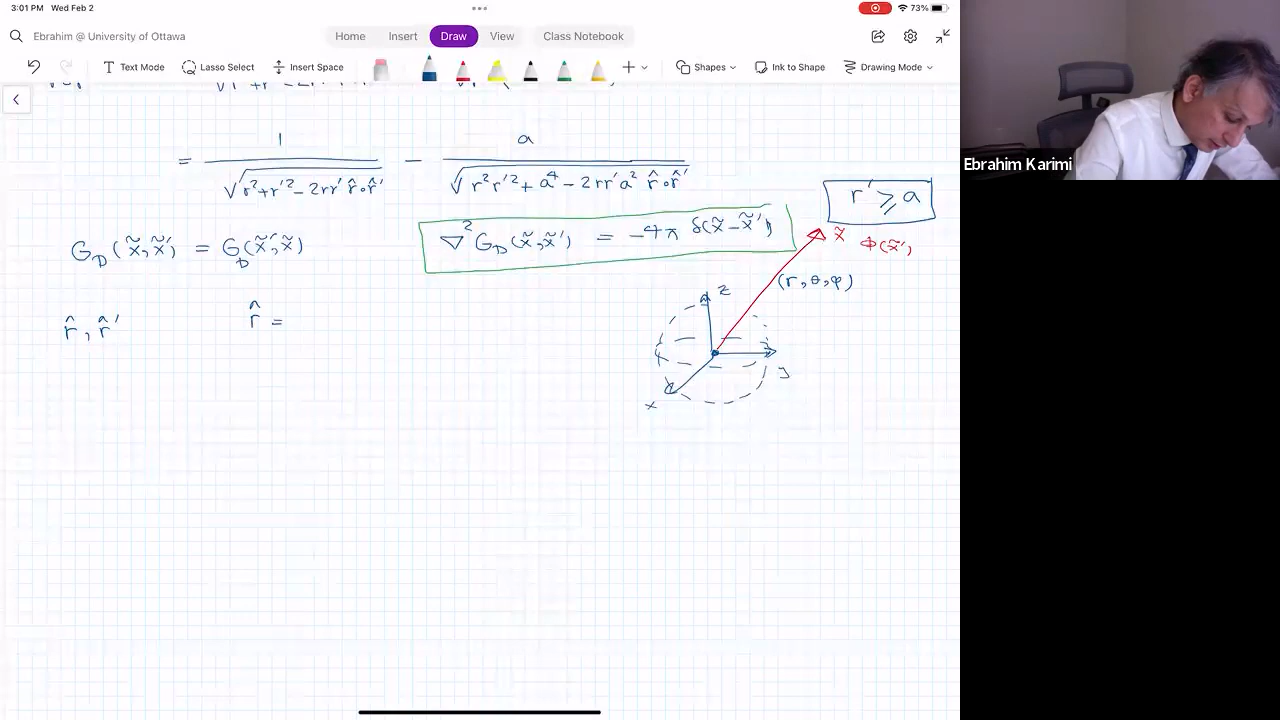 3:01 PM Wed Feb 2
73%
Ebrahim @ University of Ottawa
Home Insert Draw View Class Notebook
Text Mode Lasso Select Insert Space Shapes Ink to Shape Drawing Mode
Ebrahim Karimi
= 1 / √(r² + r'² − 2rr' r̂∘r̂') − a / √(r²r'² + a⁴ − 2rr'a² r̂∘r̂')
r' ⩾ a
G_D(x̃, x̃') = G_D(x̃', x̃)
∇² G_D(x̃, x̃') = −4π δ(x̃ − x̃')
x̃ Φ(x̃')
(r, θ, φ)
r̂, r̂'
r̂ =
z
y
x